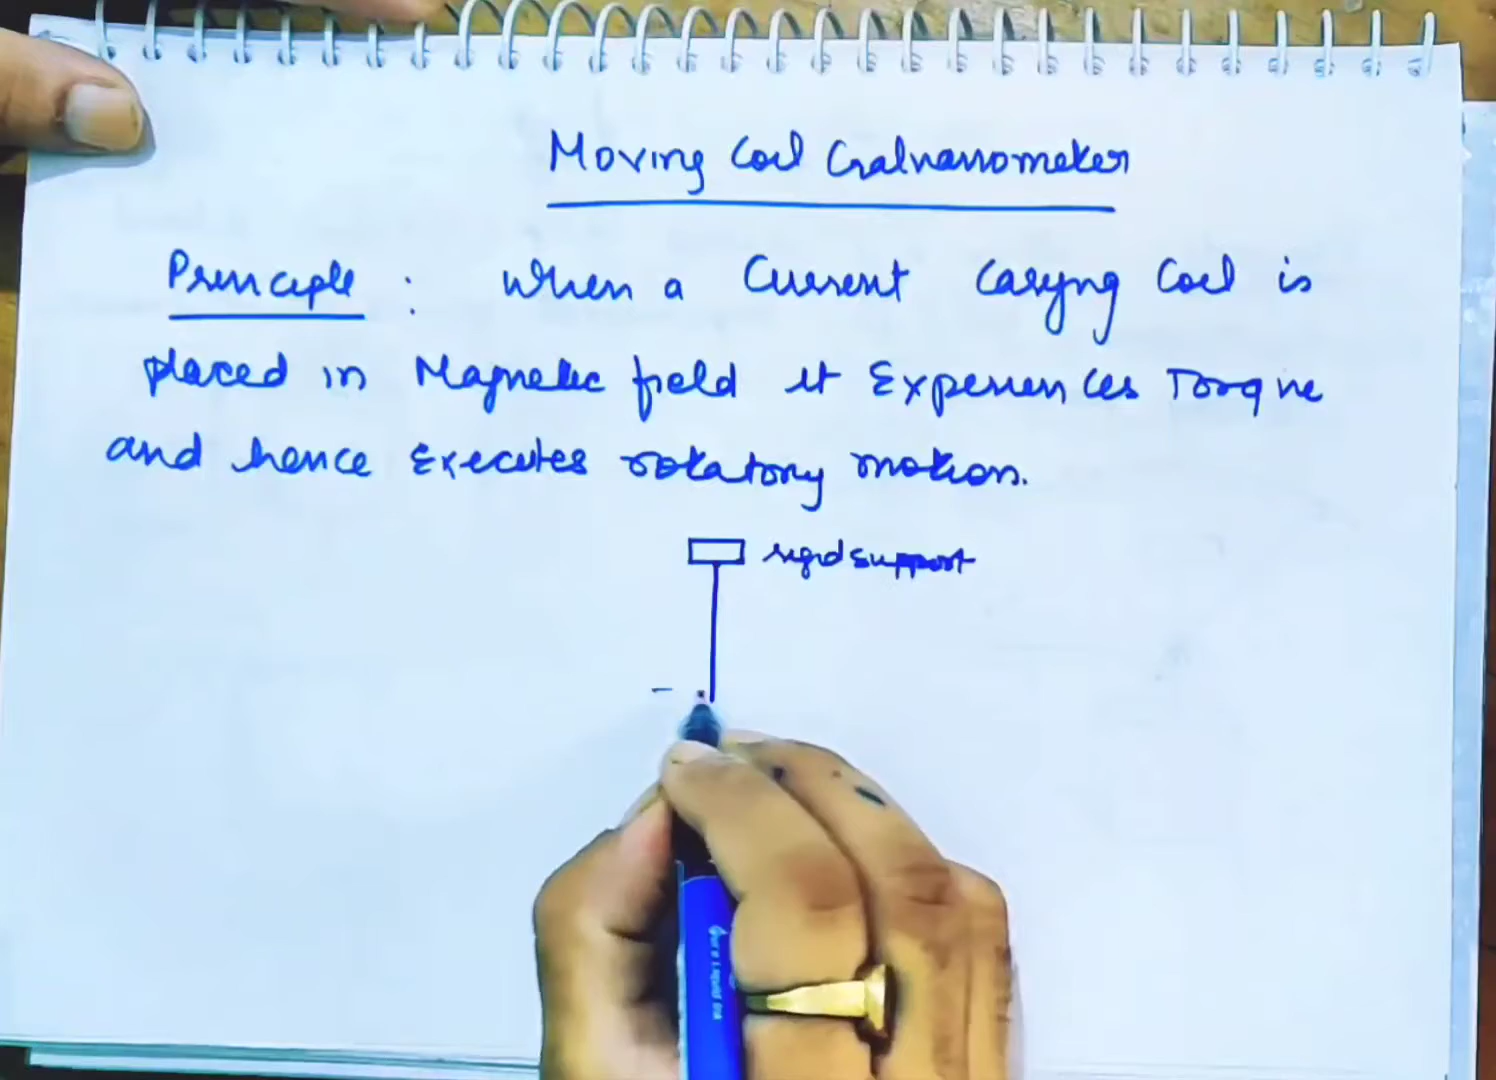 Moving Coil Galvanometer
Principle : When a Current Caryng Coil is
placed in Magnetic field it Experiences Torque
and hence Executes rotatory motion.
rigid support